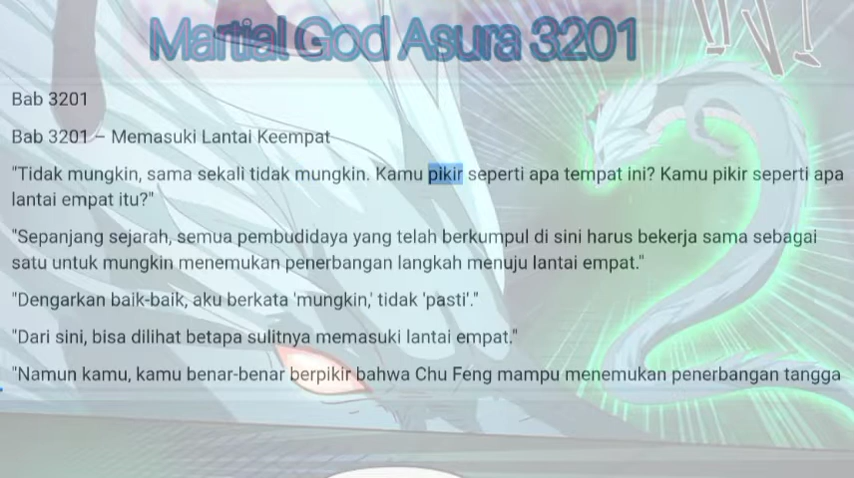 Martial God Asura 3201
Bab 3201
Bab 3201 – Memasuki Lantai Keempat
"Tidak mungkin, sama sekali tidak mungkin. Kamu pikir seperti apa tempat ini? Kamu pikir seperti apa
lantai empat itu?"
"Sepanjang sejarah, semua pembudidaya yang telah berkumpul di sini harus bekerja sama sebagai
satu untuk mungkin menemukan penerbangan langkah menuju lantai empat."
"Dengarkan baik-baik, aku berkata 'mungkin,' tidak 'pasti'."
"Dari sini, bisa dilihat betapa sulitnya memasuki lantai empat."
"Namun kamu, kamu benar-benar berpikir bahwa Chu Feng mampu menemukan penerbangan tangga